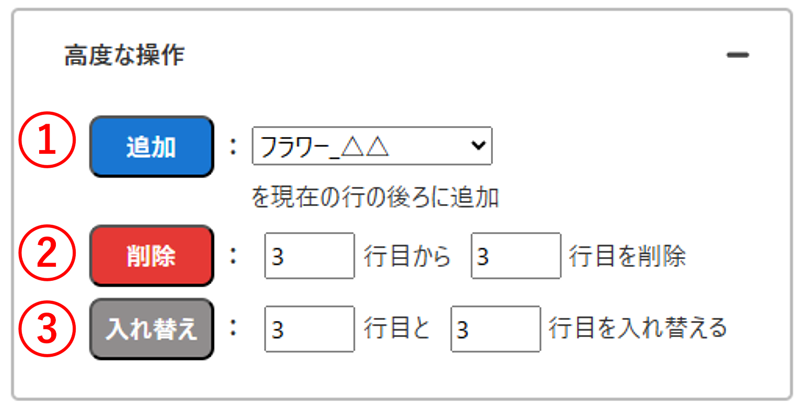 高度な操作
① 追加 : フラワー_△△
を現在の行の後ろに追加
② 削除 : 3 行目から 3 行目を削除
③ 入れ替え : 3 行目と 3 行目を入れ替える